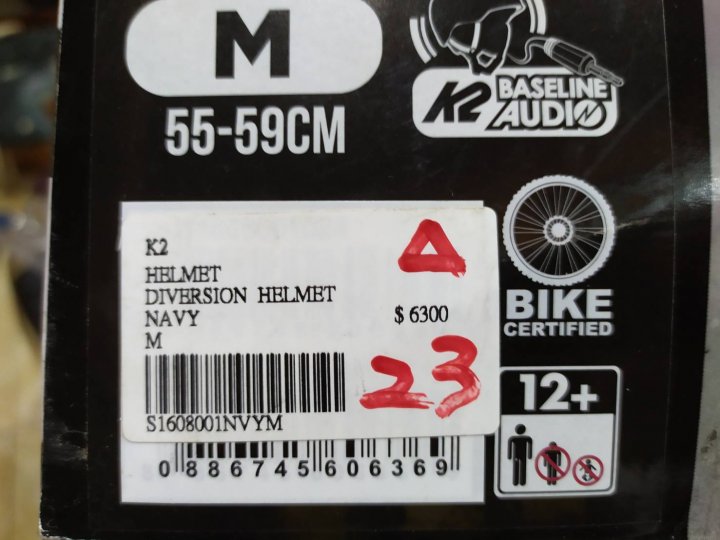 M
55-59CM
K2 BASELINE
AUDIO
K2
HELMET
DIVERSION HELMET
NAVY
$ 6300
M
Δ
23
S1608001NVYM
0 886745 606369
BIKE
CERTIFIED
12+